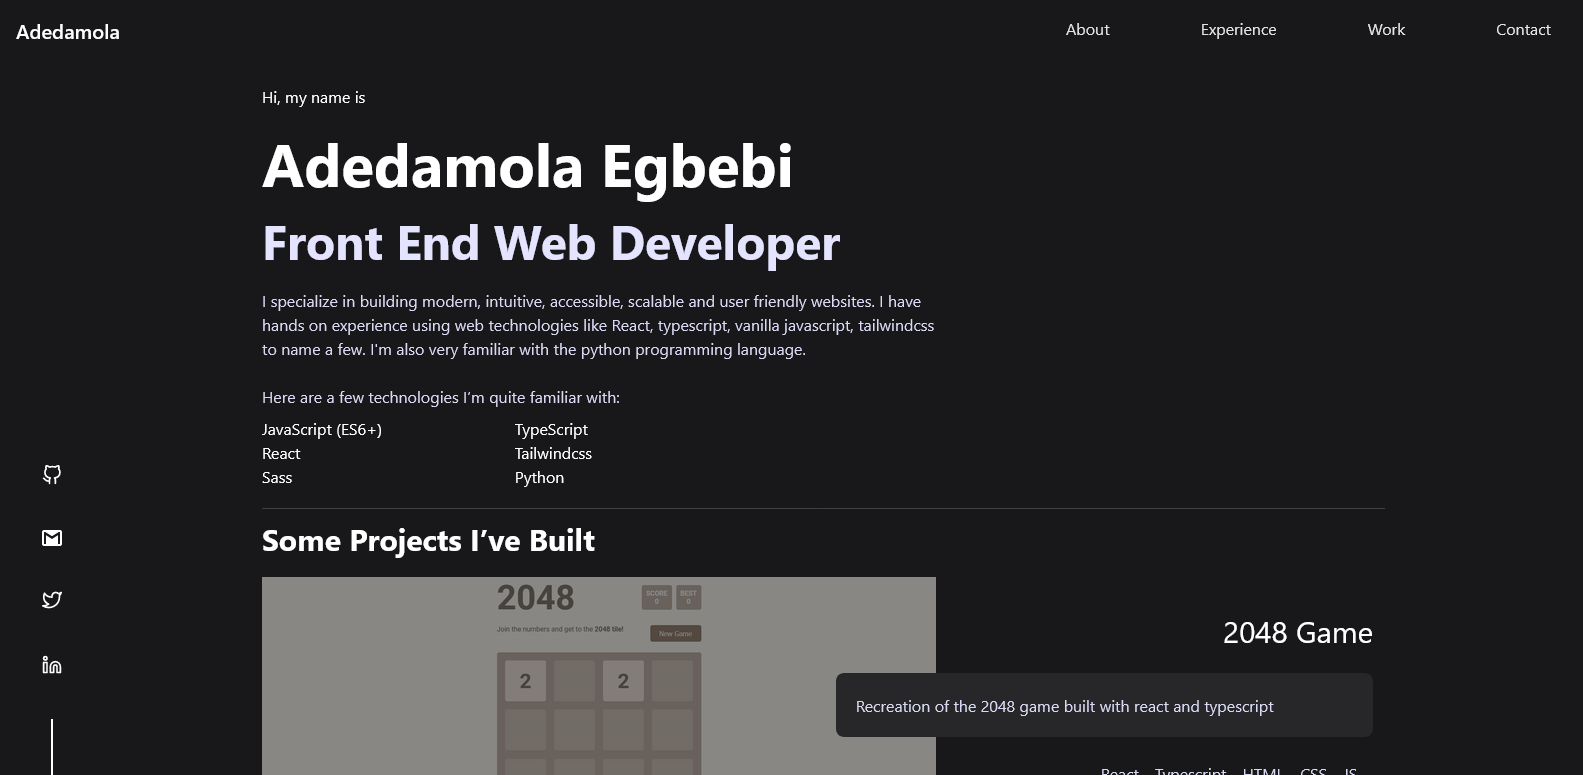 Adedamola
About
Experience
Work
Contact
Hi, my name is
Adedamola Egbebi
Front End Web Developer
I specialize in building modern, intuitive, accessible, scalable and user friendly websites. I have
hands on experience using web technologies like React, typescript, vanilla javascript, tailwindcss
to name a few. I'm also very familiar with the python programming language.
Here are a few technologies I’m quite familiar with:
JavaScript (ES6+)
TypeScript
React
Tailwindcss
Sass
Python
Some Projects I’ve Built
2048
SCORE
0
BEST
0
Join the numbers and get to the 2048 tile!
New Game
2
2
2048 Game
Recreation of the 2048 game built with react and typescript
React Typescript HTML CSS JS